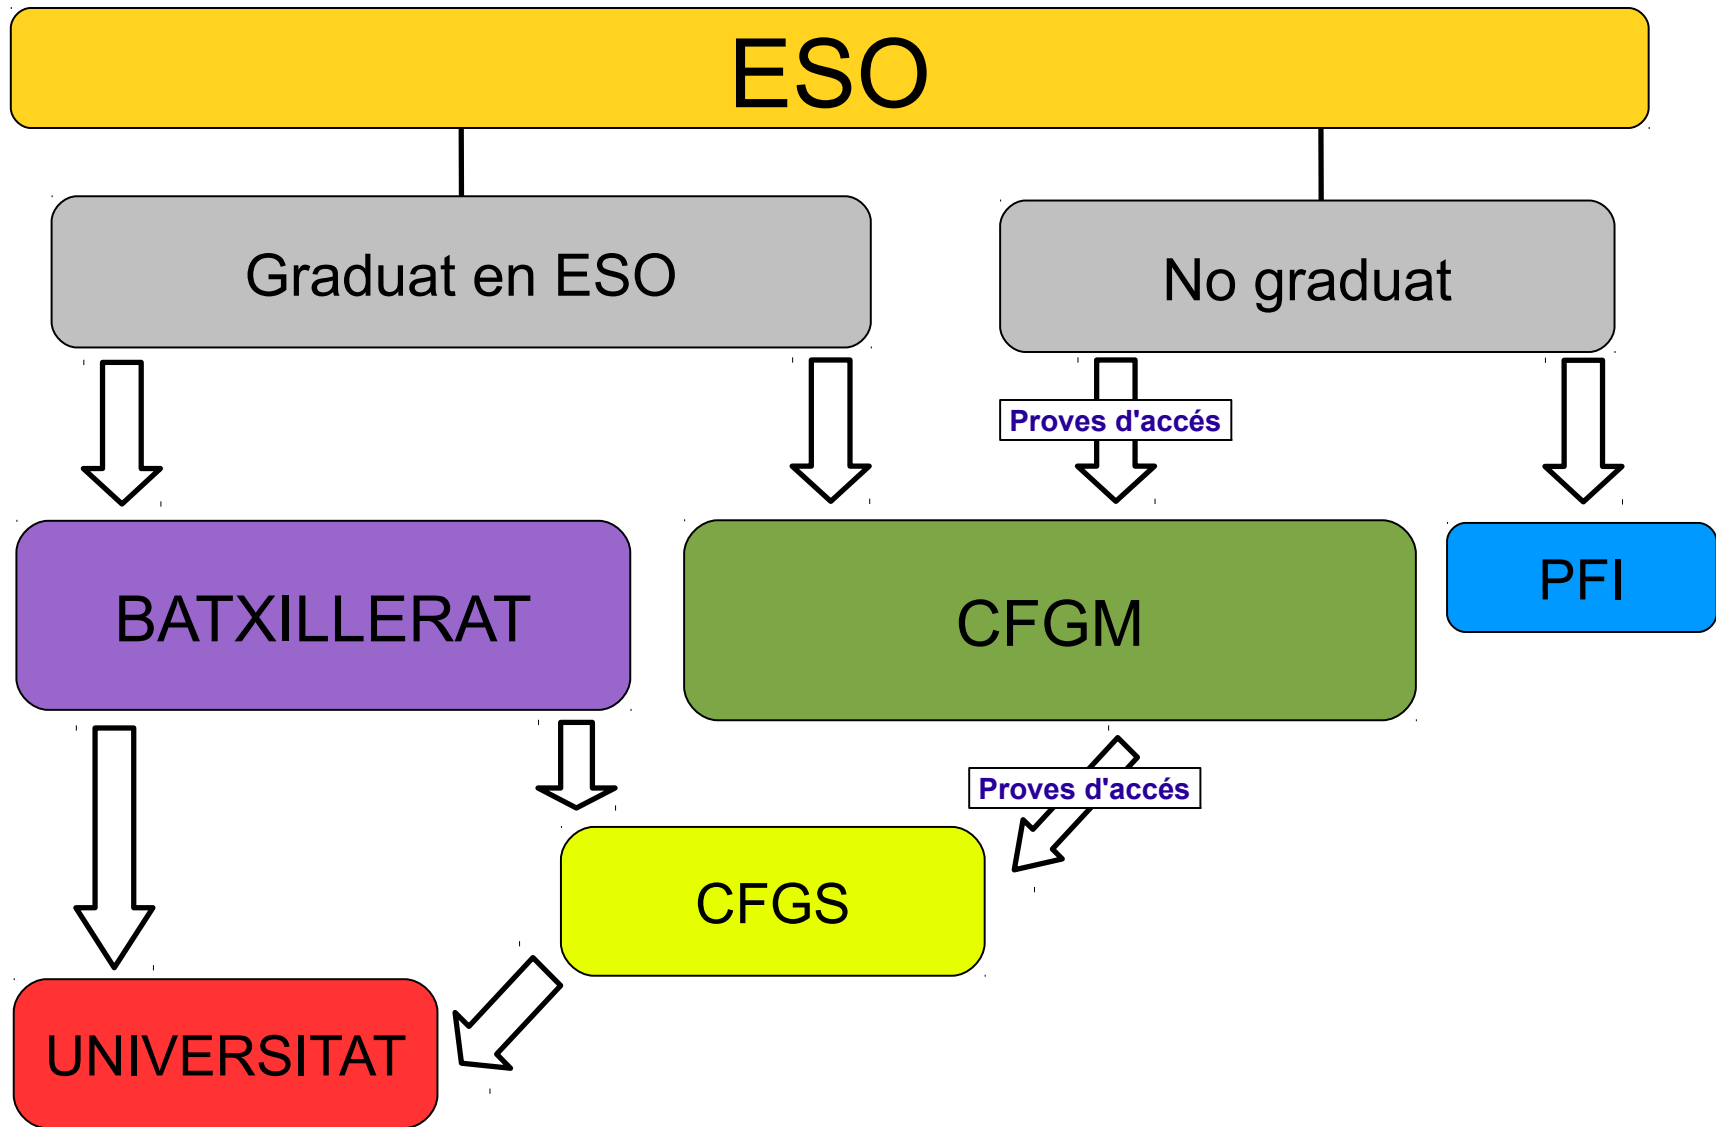 ESO
Graduat en ESO
No graduat
Proves d'accés
BATXILLERAT
CFGM
PFI
Proves d'accés
CFGS
UNIVERSITAT